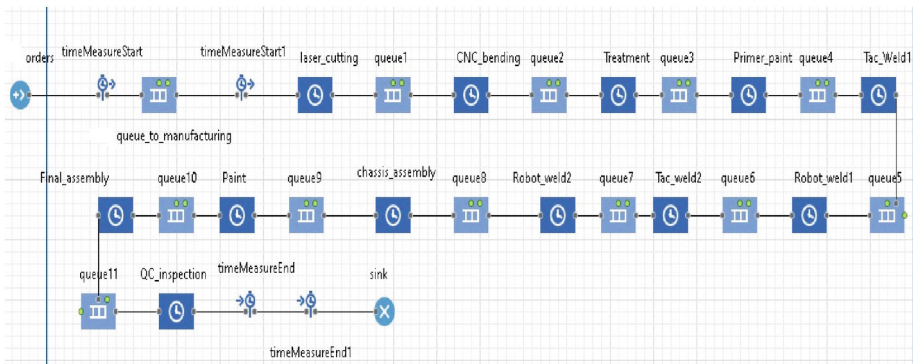 orders
timeMeasureStart
timeMeasureStart1
laser_cutting
queue1
CNC_bending
queue2
Treatment
queue3
Primer_paint
queue4
Tac_Weld1
queue_to_manufacturing
Final_assembly
queue10
Paint
queue9
chassis_assembly
queue8
Robot_weld2
queue7
Tac_weld2
queue6
Robot_weld1
queue5
queue11
QC_inspection
timeMeasureEnd
sink
timeMeasureEnd1